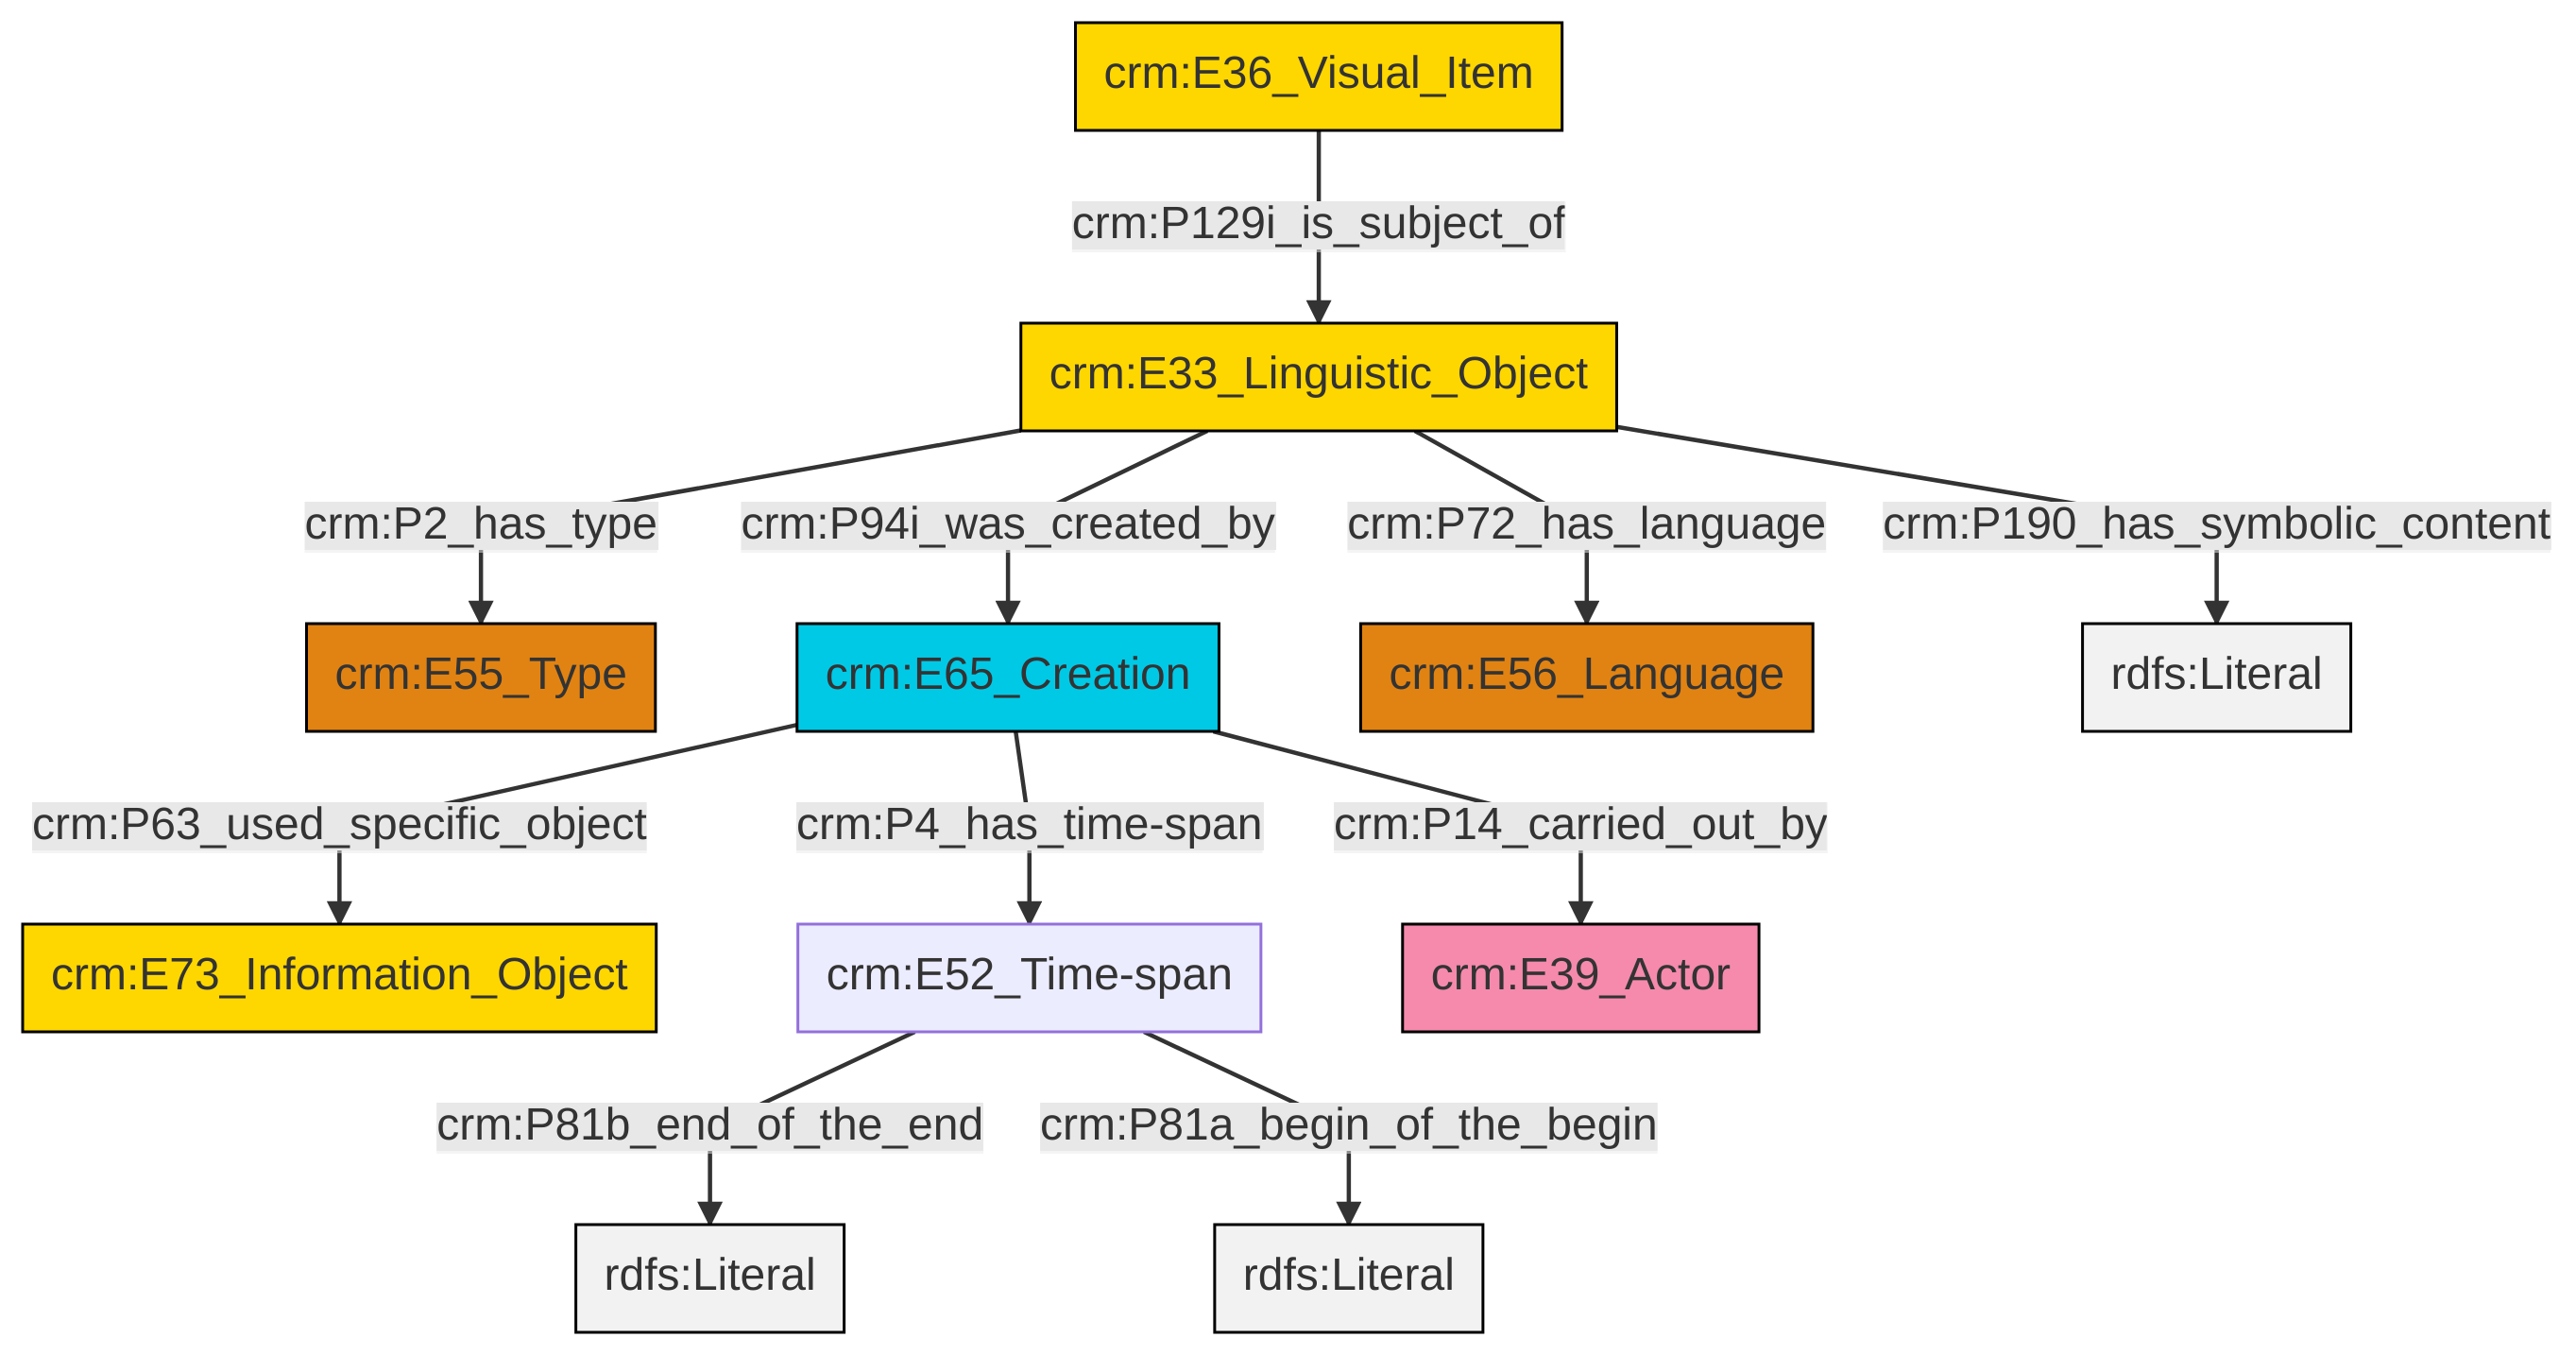 crm:E36_Visual_Item
crm:P129i_is_subject_of
crm:E33_Linguistic_Object
crm:P2_has_type
crm:P94i_was_created_by
crm:P72_has_language
crm:P190_has_symbolic_content
crm:E55_Type
crm:E65_Creation
crm:E56_Language
rdfs:Literal
crm:P63_used_specific_object
crm:P4_has_time-span
crm:P14_carried_out_by
crm:E73_Information_Object
crm:E52_Time-span
crm:E39_Actor
crm:P81b_end_of_the_end
crm:P81a_begin_of_the_begin
rdfs:Literal
rdfs:Literal